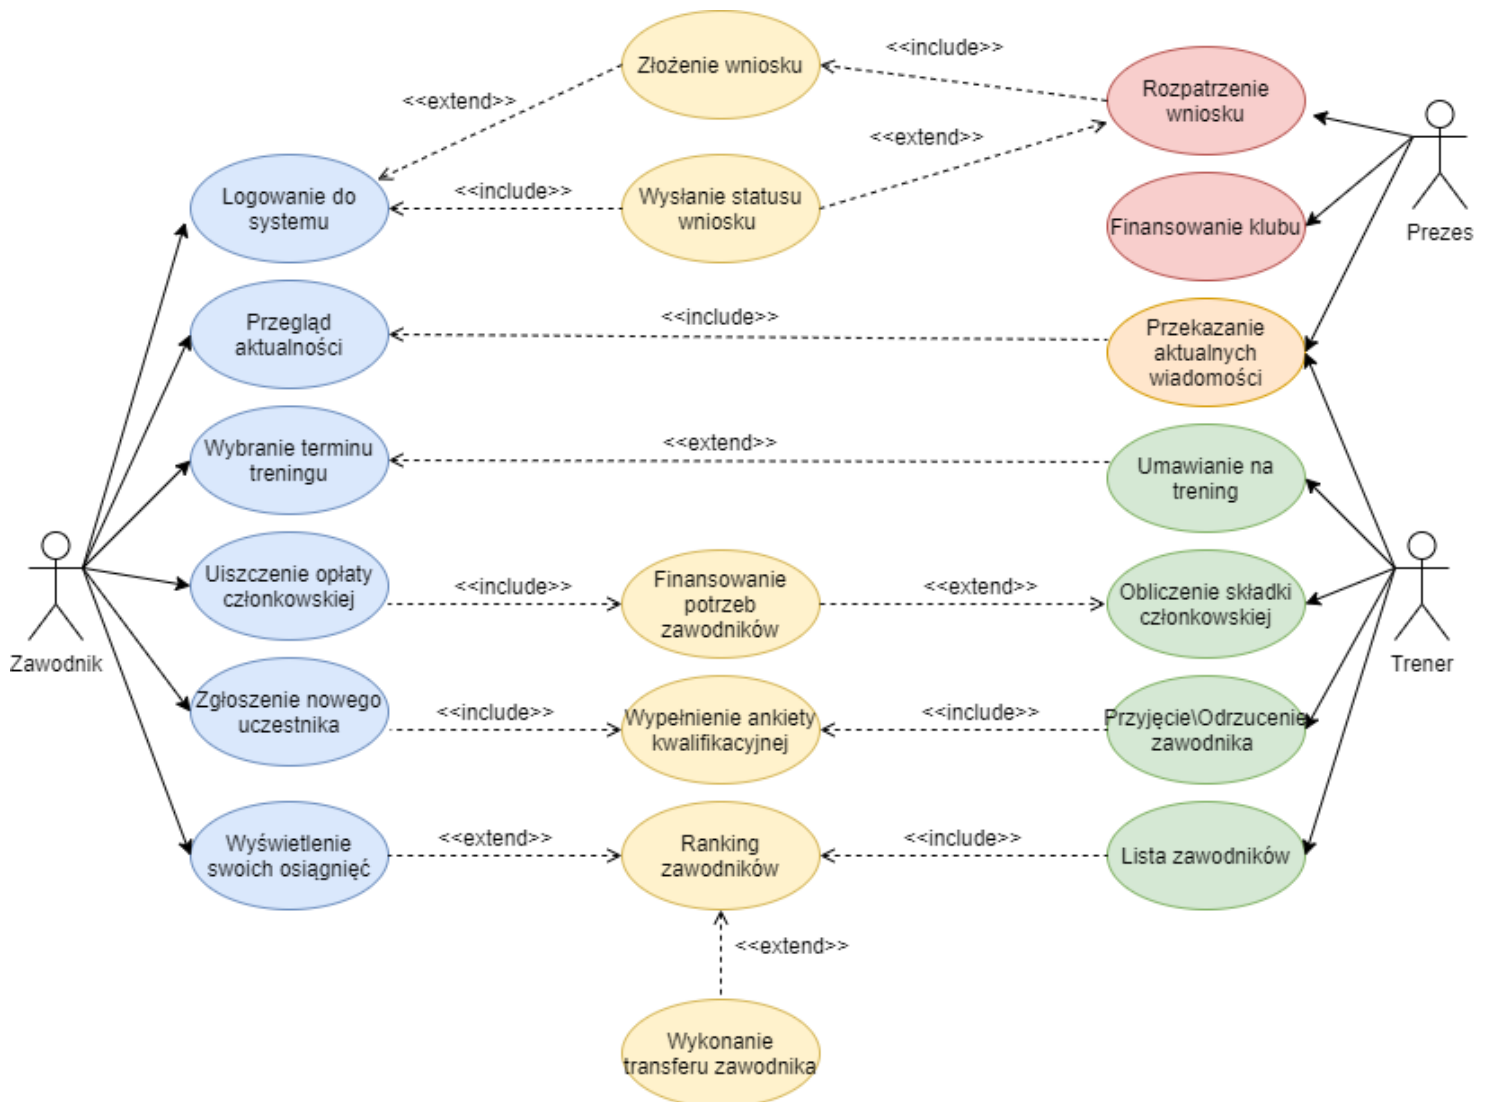 <<include>>
Złożenie wniosku
Rozpatrzenie
wniosku
<<extend>>
<<extend>>
Logowanie do
systemu
<<include>>
Wysłanie statusu
wniosku
Finansowanie klubu
Prezes
Przegląd
aktualności
<<include>>
Przekazanie
aktualnych
wiadomości
Wybranie terminu
treningu
<<extend>>
Umawianie na
trening
Uiszczenie opłaty
członkowskiej
<<include>>
Finansowanie
potrzeb
zawodników
<<extend>>
Obliczenie składki
członkowskiej
Zawodnik
Trener
Zgłoszenie nowego
uczestnika
<<include>>
Wypełnienie ankiety
kwalifikacyjnej
<<include>>
Przyjęcie\Odrzucenie
zawodnika
Wyświetlenie
swoich osiągnięć
<<extend>>
Ranking
zawodników
<<include>>
Lista zawodników
<<extend>>
Wykonanie
transferu zawodnika